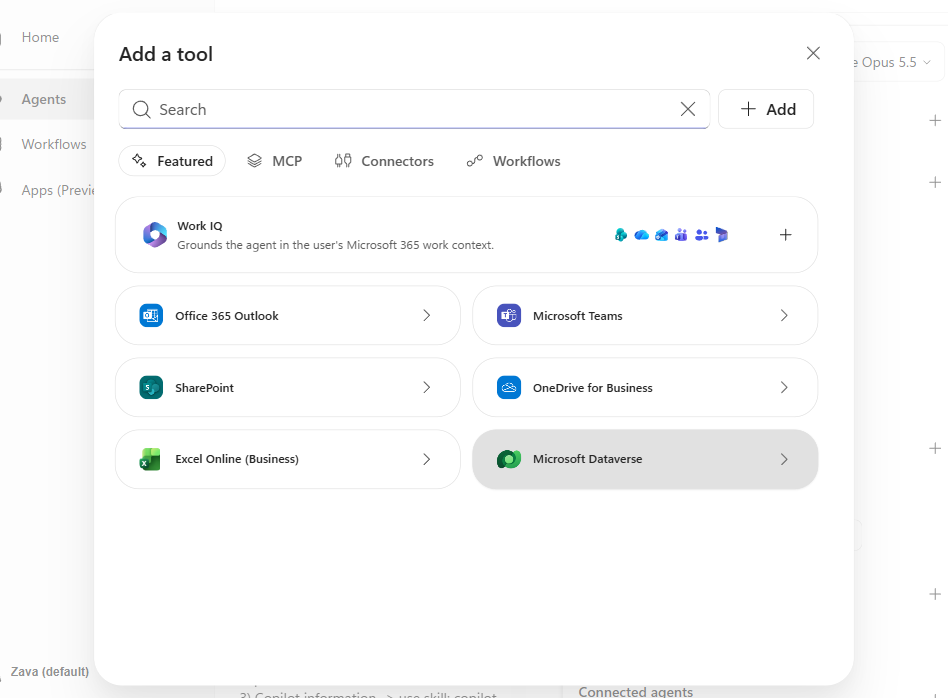 Home
Agents
Workflows
Apps
Zava (default)
Add a tool
Search
Add
Featured
MCP
Connectors
Workflows
Work IQ
Grounds the agent in the user's Microsoft 365 work context.
Office 365 Outlook
Microsoft Teams
SharePoint
OneDrive for Business
Excel Online (Business)
Microsoft Dataverse
Opus 5.5
Connected agents